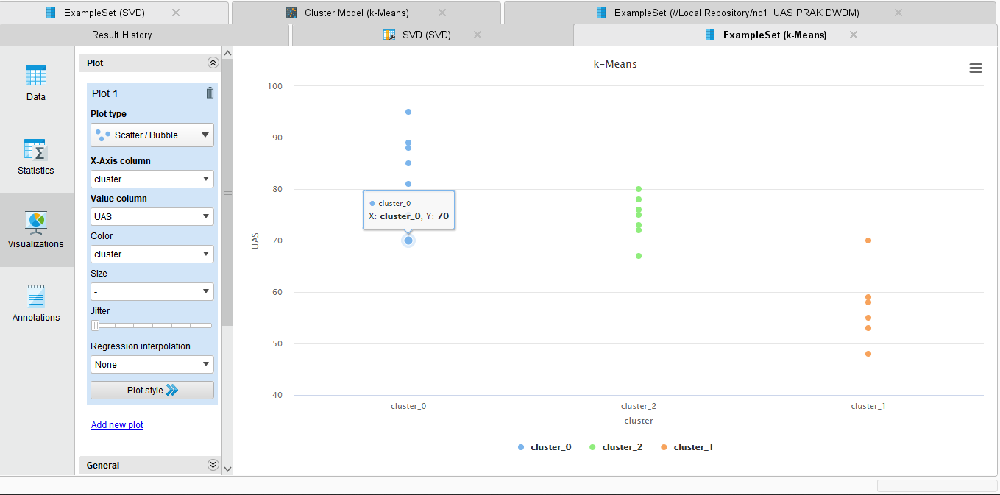 ExampleSet (SVD)
Cluster Model (k-Means)
ExampleSet (//Local Repository/no1_UAS PRAK DWDM)
Result History
SVD (SVD)
ExampleSet (k-Means)
Data
Statistics
Visualizations
Annotations
Plot
Plot 1
Plot type
Scatter / Bubble
X-Axis column
cluster
Value column
UAS
Color
cluster
Size
-
Jitter
Regression interpolation
None
Plot style
Add new plot
General
k-Means
100
90
80
70
60
50
40
UAS
cluster_0
X: cluster_0, Y: 70
cluster_0
cluster_2
cluster_1
cluster
cluster_0
cluster_2
cluster_1